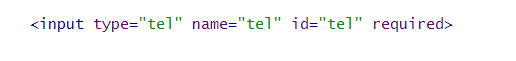 <input type="tel" name="tel" id="tel" required>